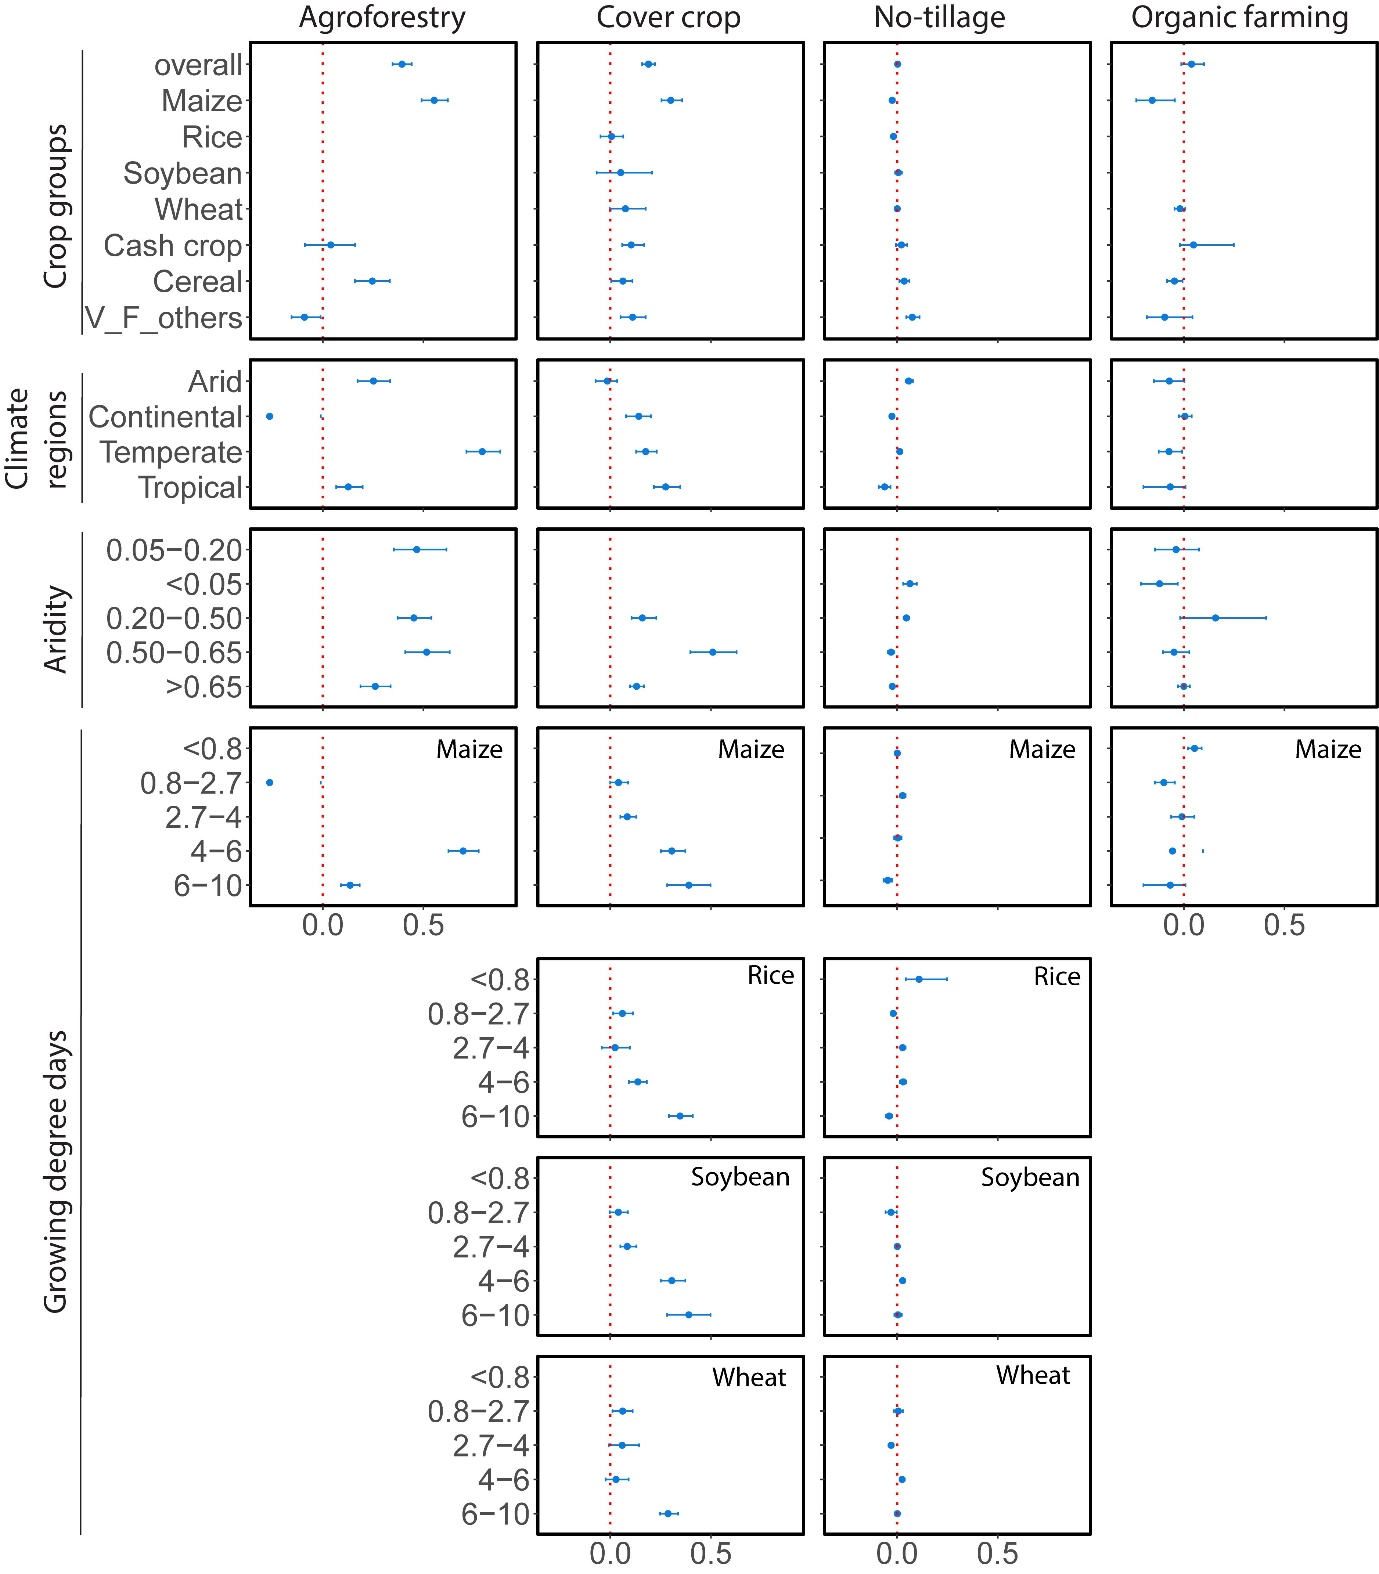 Agroforestry Cover crop No-tillage Organic farming
Crop groups
overall
Maize
Rice
Soybean
Wheat
Cash crop
Cereal
V_F_others
Climate
regions
Arid
Continental
Temperate
Tropical
Aridity
0.05−0.20
<0.05
0.20−0.50
0.50−0.65
>0.65
Growing degree days
<0.8
0.8−2.7
2.7−4
4−6
6−10
Maize Maize Maize Maize
0.0 0.5 0.0 0.5
<0.8
0.8−2.7
2.7−4
4−6
6−10
Rice Rice
<0.8
0.8−2.7
2.7−4
4−6
6−10
Soybean Soybean
<0.8
0.8−2.7
2.7−4
4−6
6−10
Wheat Wheat
0.0 0.5 0.0 0.5